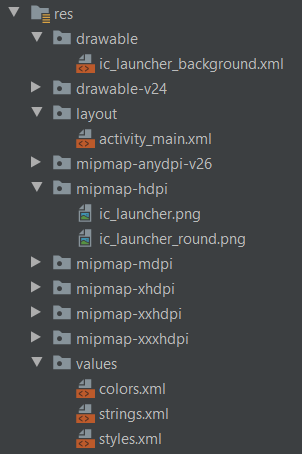 res
drawable
ic_launcher_background.xml
drawable-v24
layout
activity_main.xml
mipmap-anydpi-v26
mipmap-hdpi
ic_launcher.png
ic_launcher_round.png
mipmap-mdpi
mipmap-xhdpi
mipmap-xxhdpi
mipmap-xxxhdpi
values
colors.xml
strings.xml
styles.xml